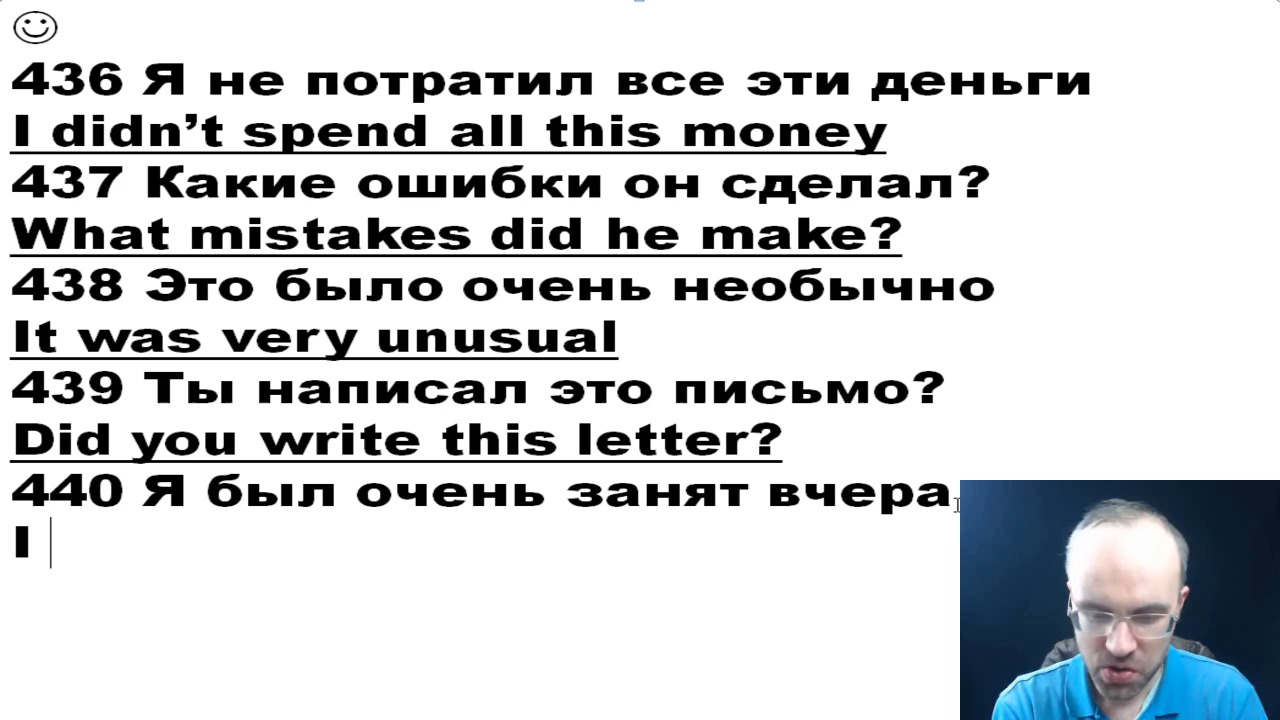 436 Я не потратил все эти деньги
I didn’t spend all this money
437 Какие ошибки он сделал?
What mistakes did he make?
438 Это было очень необычно
It was very unusual
439 Ты написал это письмо?
Did you write this letter?
440 Я был очень занят вчера
I